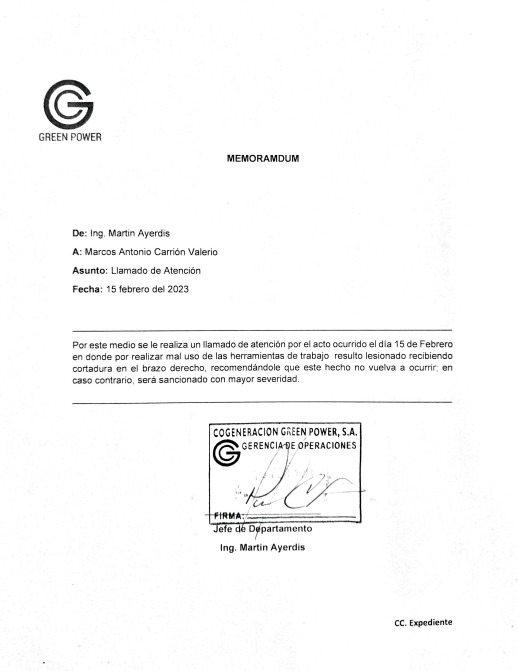 GREEN POWER
MEMORAMDUM
De: Ing. Martin Ayerdis
A: Marcos Antonio Carrión Valerio
Asunto: Llamado de Atención
Fecha: 15 febrero del 2023
Por este medio se le realiza un llamado de atención por el acto ocurrido el día 15 de Febrero
en donde por realizar mal uso de las herramientas de trabajo resulto lesionado recibiendo
cortadura en el brazo derecho, recomendándole que este hecho no vuelva a ocurrir; en
caso contrario, será sancionado con mayor severidad.
COGENERACION GREEN POWER, S.A.
GERENCIA DE OPERACIONES
FIRMA:
Jefe de Departamento
Ing. Martin Ayerdis
CC. Expediente